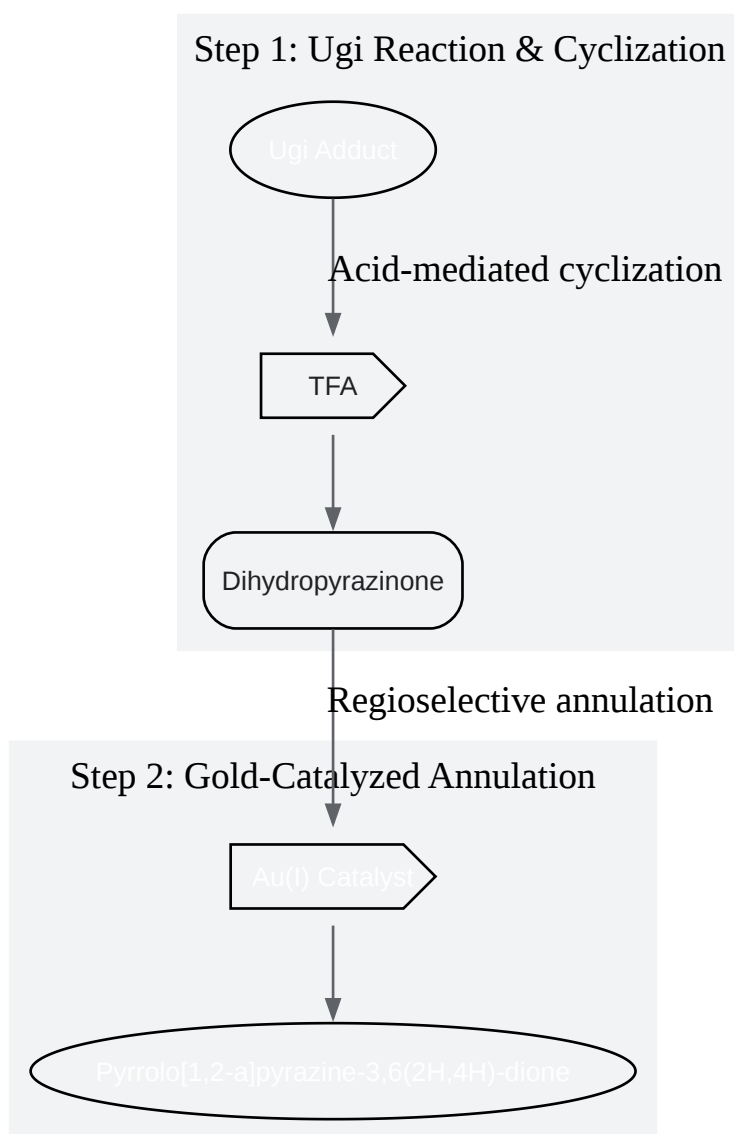 Step 1: Ugi Reaction & Cyclization
Ugi Adduct
Acid-mediated cyclization
TFA
Dihydropyrazinone
Regioselective annulation
Step 2: Gold-Catalyzed Annulation
Au(I) Catalyst
Pyrrolo[1,2-a]pyrazine-3,6(2H,4H)-dione